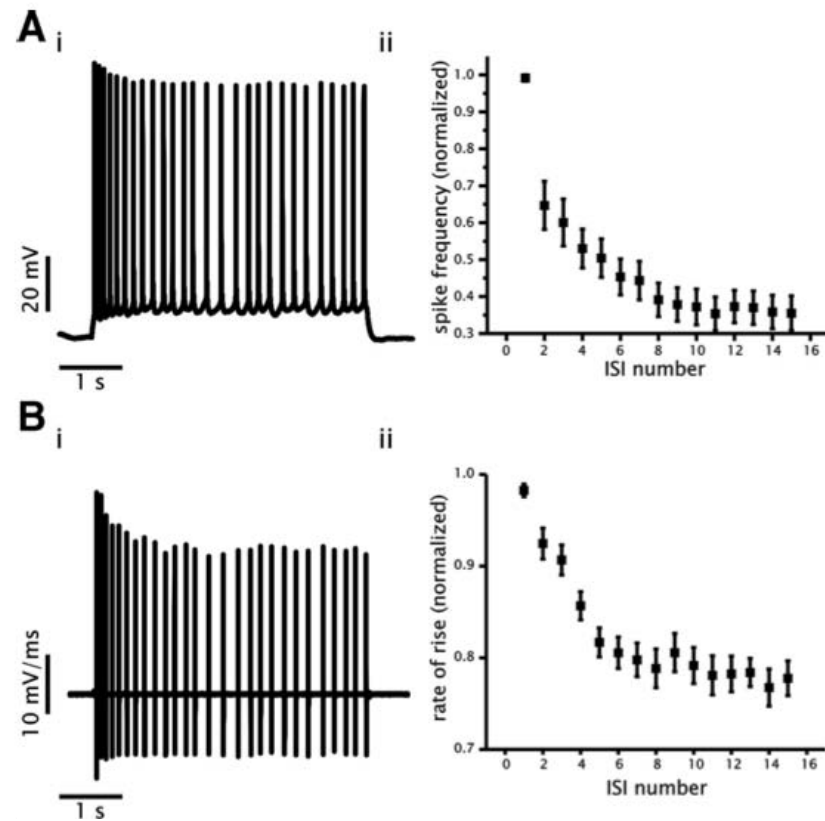 A
i
ii
20 mV
1 s
spike frequency (normalized)
1.0
0.9
0.8
0.7
0.6
0.5
0.4
0.3
0 2 4 6 8 10 12 14 16
ISI number
B
i
ii
10 mV/ms
1 s
rate of rise (normalized)
1.0
0.9
0.8
0.7
0 2 4 6 8 10 12 14 16
ISI number